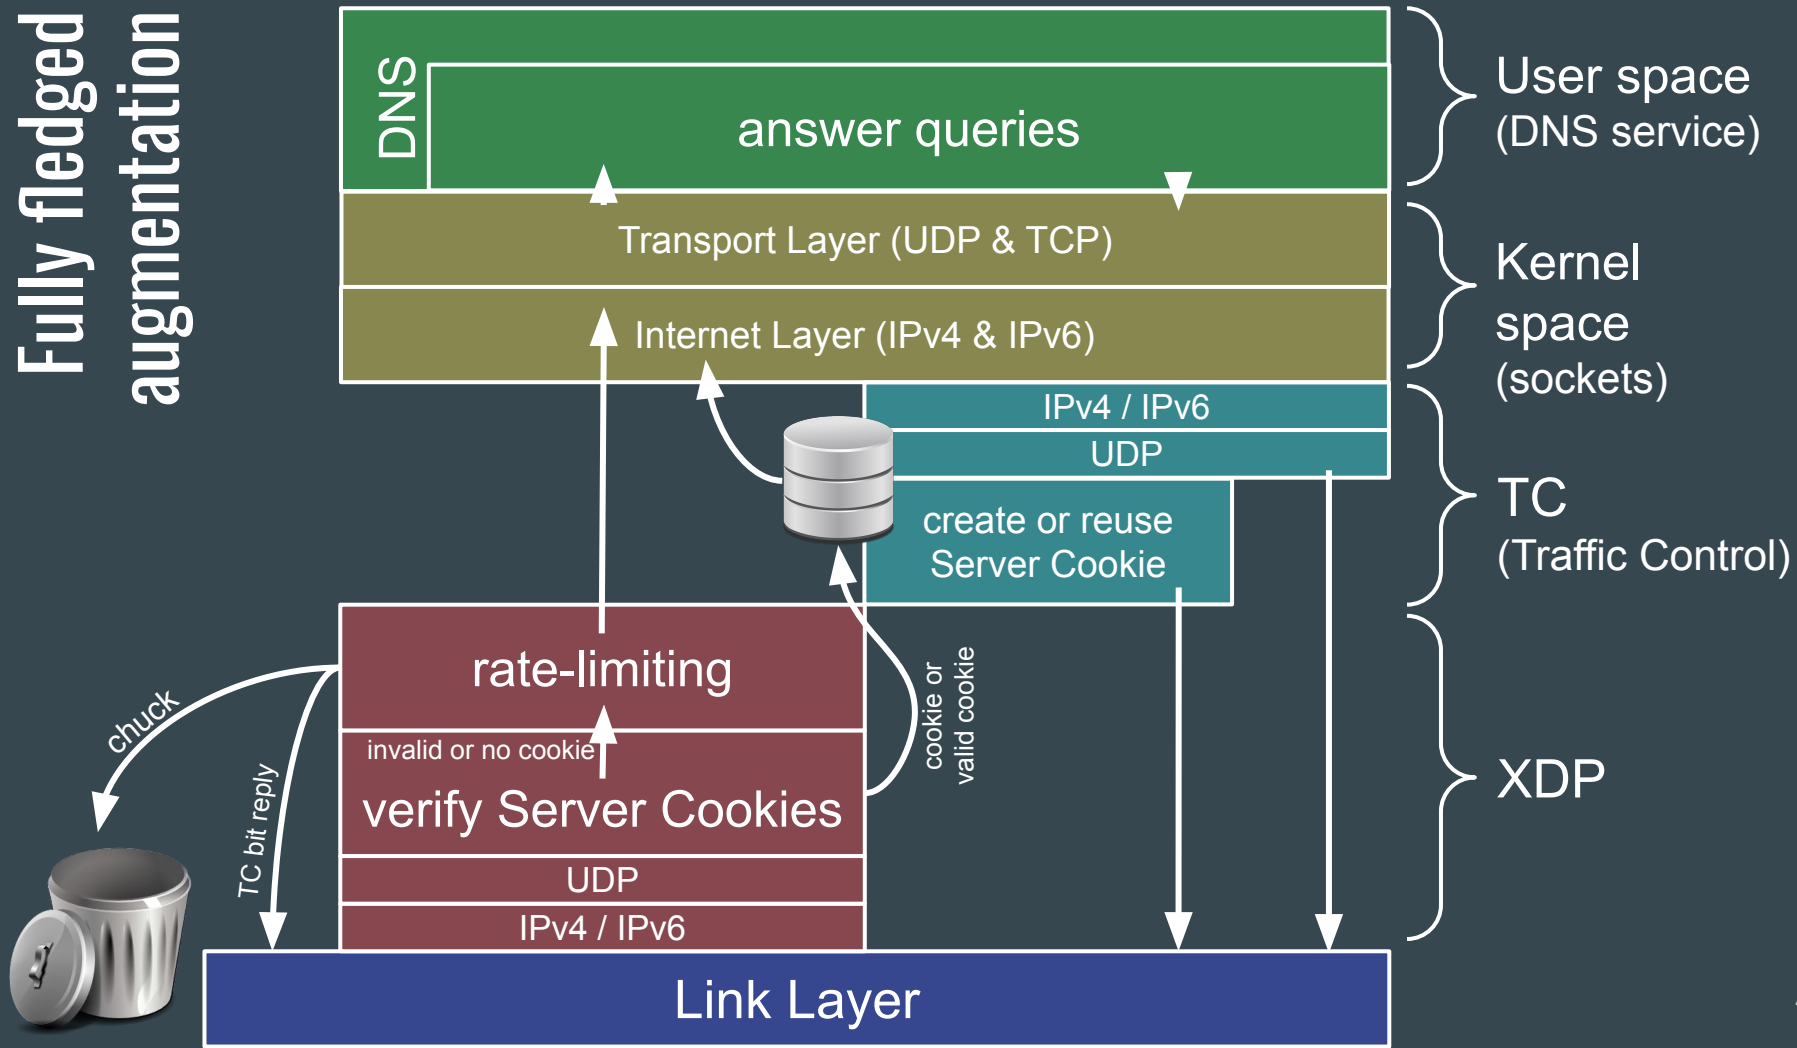 Fully fledged
augmentation
DNS
answer queries
Transport Layer (UDP & TCP)
Internet Layer (IPv4 & IPv6)
IPv4 / IPv6
UDP
create or reuse
Server Cookie
rate-limiting
invalid or no cookie
verify Server Cookies
UDP
IPv4 / IPv6
Link Layer
chuck
TC bit reply
cookie or
valid cookie
User space
(DNS service)
Kernel
space
(sockets)
TC
(Traffic Control)
XDP